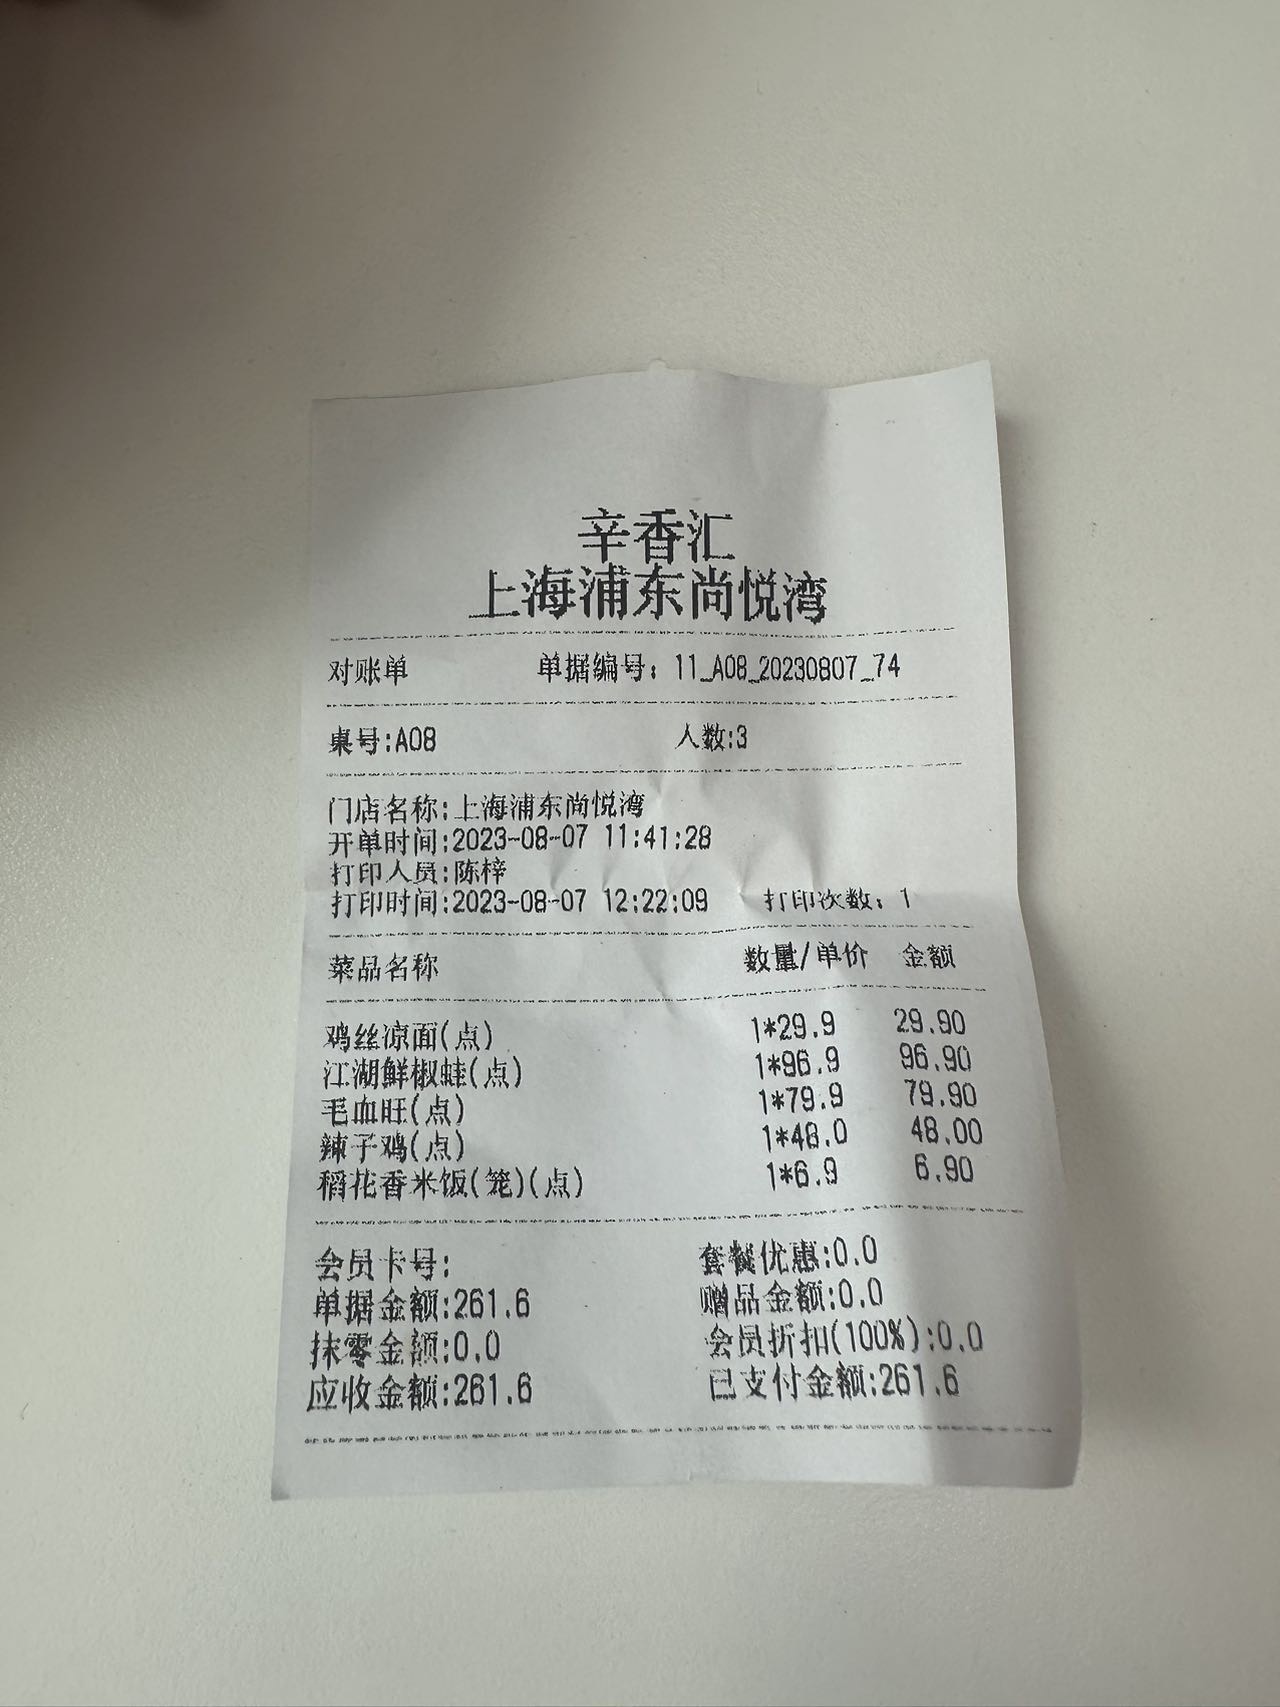 辛香汇
上海浦东尚悦湾
对账单 单据编号：11_A08_20230807_74
桌号:A08 人数:3
门店名称:上海浦东尚悦湾
开单时间:2023-08-07 11:41:28
打印人员:陈梓
打印时间:2023-08-07 12:22:09 打印次数：1
菜品名称 数量/单价 金额
鸡丝凉面(点) 1*29.9 29.90
江湖鲜椒蛙(点) 1*96.9 96.90
毛血旺(点) 1*79.9 79.90
辣子鸡(点) 1*48.0 48.00
稻花香米饭(笼)(点) 1*6.9 6.90
会员卡号: 套餐优惠:0.0
单据金额:261.6 赠品金额:0.0
抹零金额:0.0 会员折扣(100%):0.0
应收金额:261.6 已支付金额:261.6